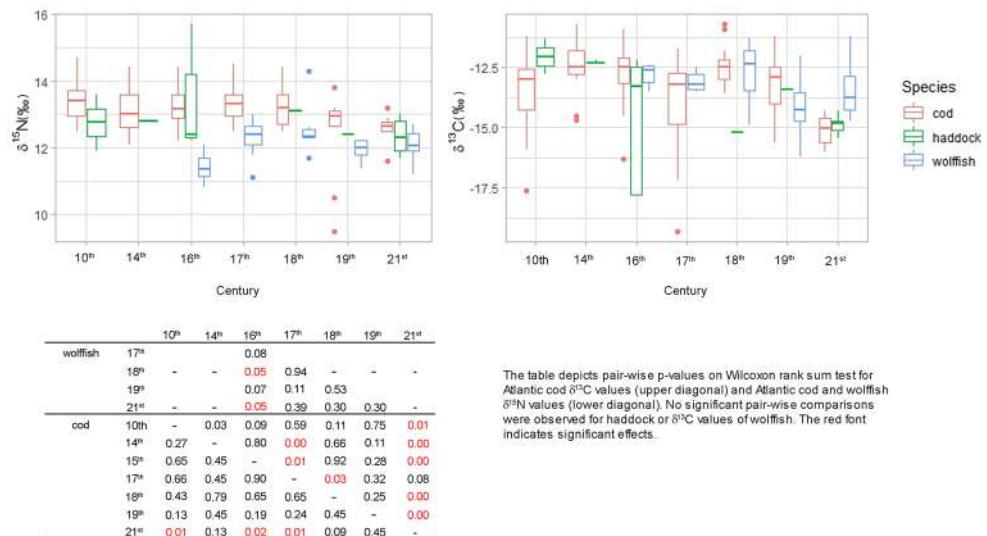 16
14
12
10
δ¹⁵N(‰)
10ᵗʰ 14ᵗʰ 16ᵗʰ 17ᵗʰ 18ᵗʰ 19ᵗʰ 21ˢᵗ
Century
-12.5
-15.0
-17.5
δ¹³C(‰)
10th 14ᵗʰ 16ᵗʰ 17ᵗʰ 18ᵗʰ 19ᵗʰ 21ˢᵗ
Century
Species
cod
haddock
wolffish
10ᵗʰ 14ᵗʰ 16ᵗʰ 17ᵗʰ 18ᵗʰ 19ᵗʰ 21ˢᵗ
wolffish 17ᵗʰ 0.08
18ᵗʰ - - 0.05 0.94
19ᵗʰ 0.07 0.11 0.53
21ˢᵗ - - 0.05 0.39 0.30 0.30 -
cod 10th - 0.03 0.09 0.59 0.11 0.75 0.01
14ᵗʰ 0.27 - 0.80 0.00 0.66 0.11 0.00
15ᵗʰ 0.65 0.45 - 0.01 0.92 0.28 0.00
17ᵗʰ 0.66 0.45 0.90 - 0.03 0.32 0.08
18ᵗʰ 0.43 0.79 0.65 0.65 - 0.25 0.00
19ᵗʰ 0.13 0.45 0.19 0.24 0.45 - 0.00
21ˢᵗ 0.01 0.13 0.02 0.01 0.09 0.45 -
The table depicts pair-wise p-values on Wilcoxon rank sum test for
Atlantic cod δ¹³C values (upper diagonal) and Atlantic cod and wolffish
δ¹⁵N values (lower diagonal). No significant pair-wise comparisons
were observed for haddock or δ¹³C values of wolffish. The red font
indicates significant effects.